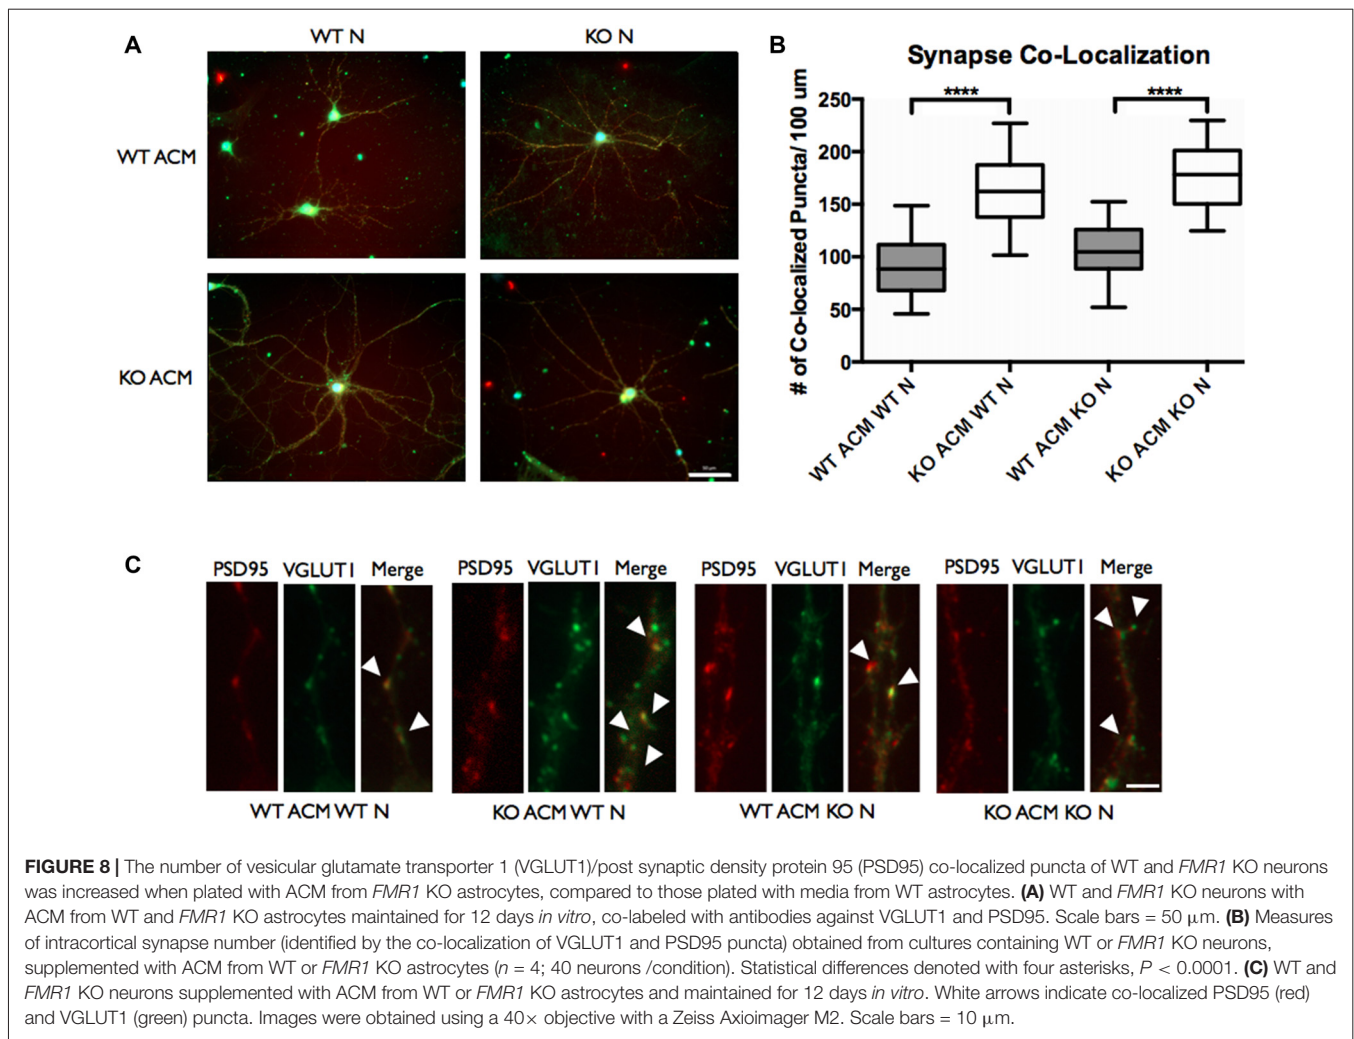 A
WT N
KO N
WT ACM
KO ACM
50 µm
B
Synapse Co-Localization
# of Co-localized Puncta/ 100 um
250
200
150
100
50
0
****
****
WT ACM WT N
KO ACM WT N
WT ACM KO N
KO ACM KO N
C
PSD95 VGLUT1 Merge
PSD95 VGLUT1 Merge
PSD95 VGLUT1 Merge
PSD95 VGLUT1 Merge
WT ACM WT N
KO ACM WT N
WT ACM KO N
KO ACM KO N
FIGURE 8 | The number of vesicular glutamate transporter 1 (VGLUT1)/post synaptic density protein 95 (PSD95) co-localized puncta of WT and FMR1 KO neurons
was increased when plated with ACM from FMR1 KO astrocytes, compared to those plated with media from WT astrocytes. (A) WT and FMR1 KO neurons with
ACM from WT and FMR1 KO astrocytes maintained for 12 days in vitro, co-labeled with antibodies against VGLUT1 and PSD95. Scale bars = 50 µm. (B) Measures
of intracortical synapse number (identified by the co-localization of VGLUT1 and PSD95 puncta) obtained from cultures containing WT or FMR1 KO neurons,
supplemented with ACM from WT or FMR1 KO astrocytes (n = 4; 40 neurons /condition). Statistical differences denoted with four asterisks, P < 0.0001. (C) WT and
FMR1 KO neurons supplemented with ACM from WT or FMR1 KO astrocytes and maintained for 12 days in vitro. White arrows indicate co-localized PSD95 (red)
and VGLUT1 (green) puncta. Images were obtained using a 40× objective with a Zeiss Axioimager M2. Scale bars = 10 µm.